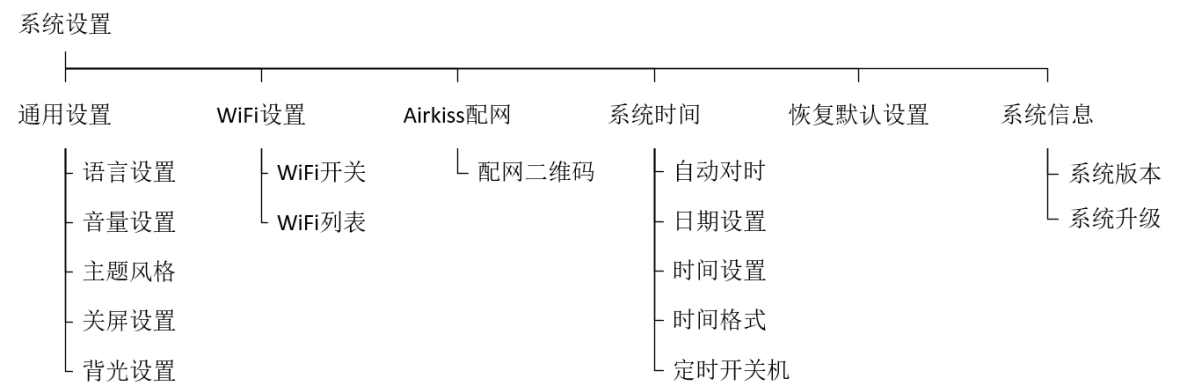 系统设置
通用设置
语言设置
音量设置
主题风格
关屏设置
背光设置
WiFi设置
WiFi开关
WiFi列表
Airkiss配网
配网二维码
系统时间
自动对时
日期设置
时间设置
时间格式
定时开关机
恢复默认设置
系统信息
系统版本
系统升级